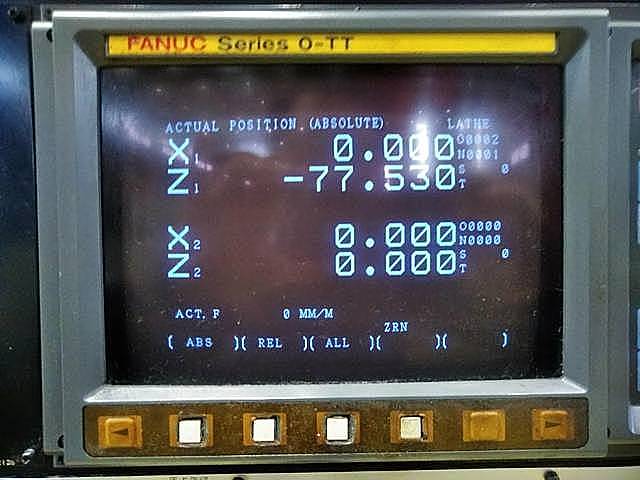 FANUC Series O-TT
ACTUAL POSITION (ABSOLUTE) LATHE
X1 0.000 O0002
N0001
Z1 -77.530 S 0
T
X2 0.000 O0000
N0000
Z2 0.000 S 0
T
ACT. F 0 MM/M
ZRN
( ABS )( REL )( ALL )( )( )